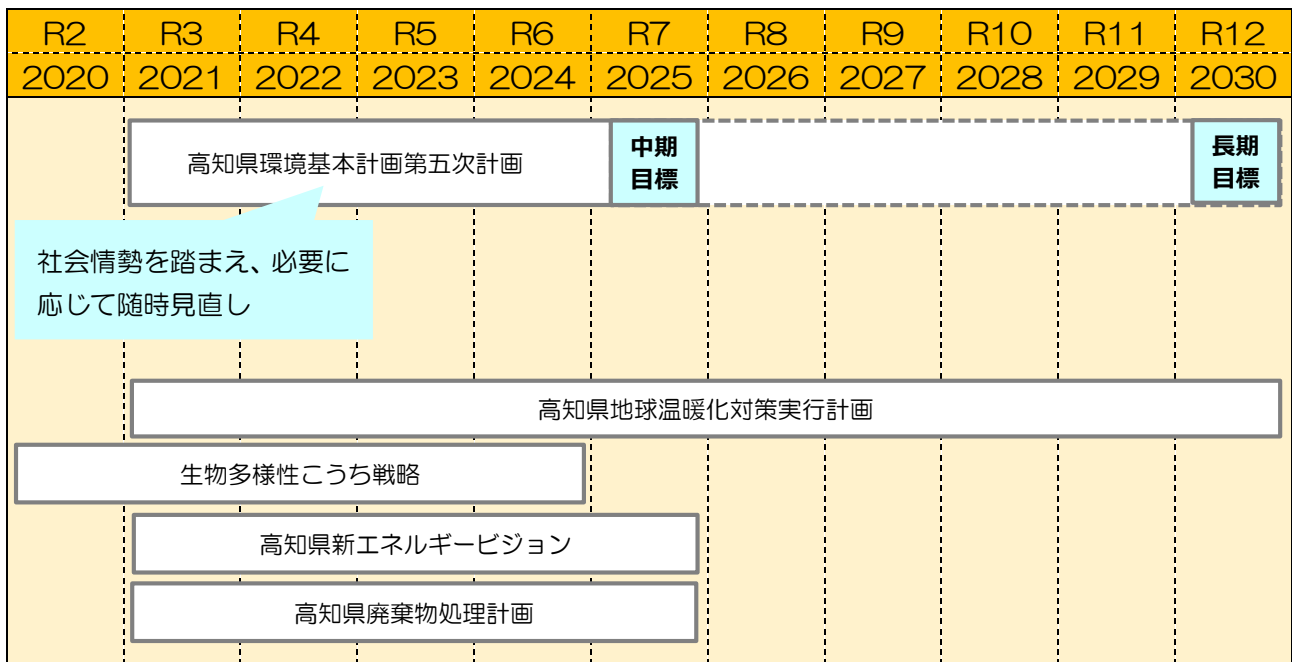 R2 R3 R4 R5 R6 R7 R8 R9 R10 R11 R12
2020 2021 2022 2023 2024 2025 2026 2027 2028 2029 2030
高知県環境基本計画第五次計画
中期
目標
長期
目標
社会情勢を踏まえ、必要に
応じて随時見直し
高知県地球温暖化対策実行計画
生物多様性こうち戦略
高知県新エネルギービジョン
高知県廃棄物処理計画